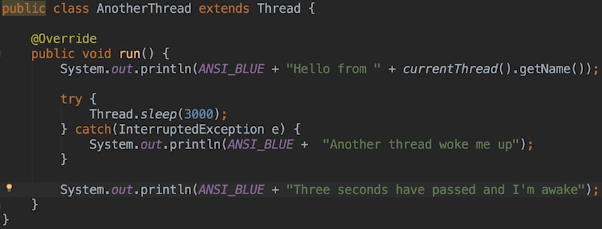 public class AnotherThread extends Thread {
@Override
public void run() {
System.out.println(ANSI_BLUE + "Hello from " + currentThread().getName());
try {
Thread.sleep(3000);
} catch(InterruptedException e) {
System.out.println(ANSI_BLUE +  "Another thread woke me up");
}
System.out.println(ANSI_BLUE + "Three seconds have passed and I'm awake");
}
}